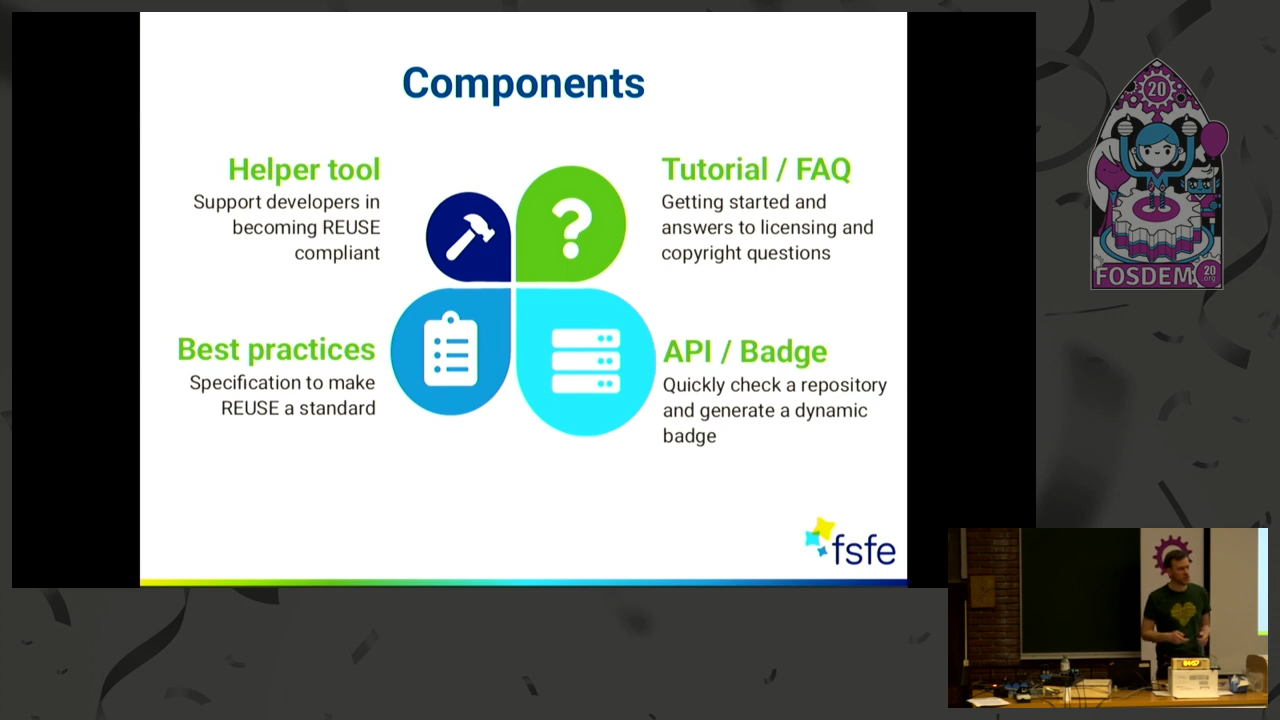 Components
Helper tool
Support developers in
becoming REUSE
compliant
Tutorial / FAQ
Getting started and
answers to licensing and
copyright questions
Best practices
Specification to make
REUSE a standard
API / Badge
Quickly check a repository
and generate a dynamic
badge
fsfe
20
FOSDEM
20
.org